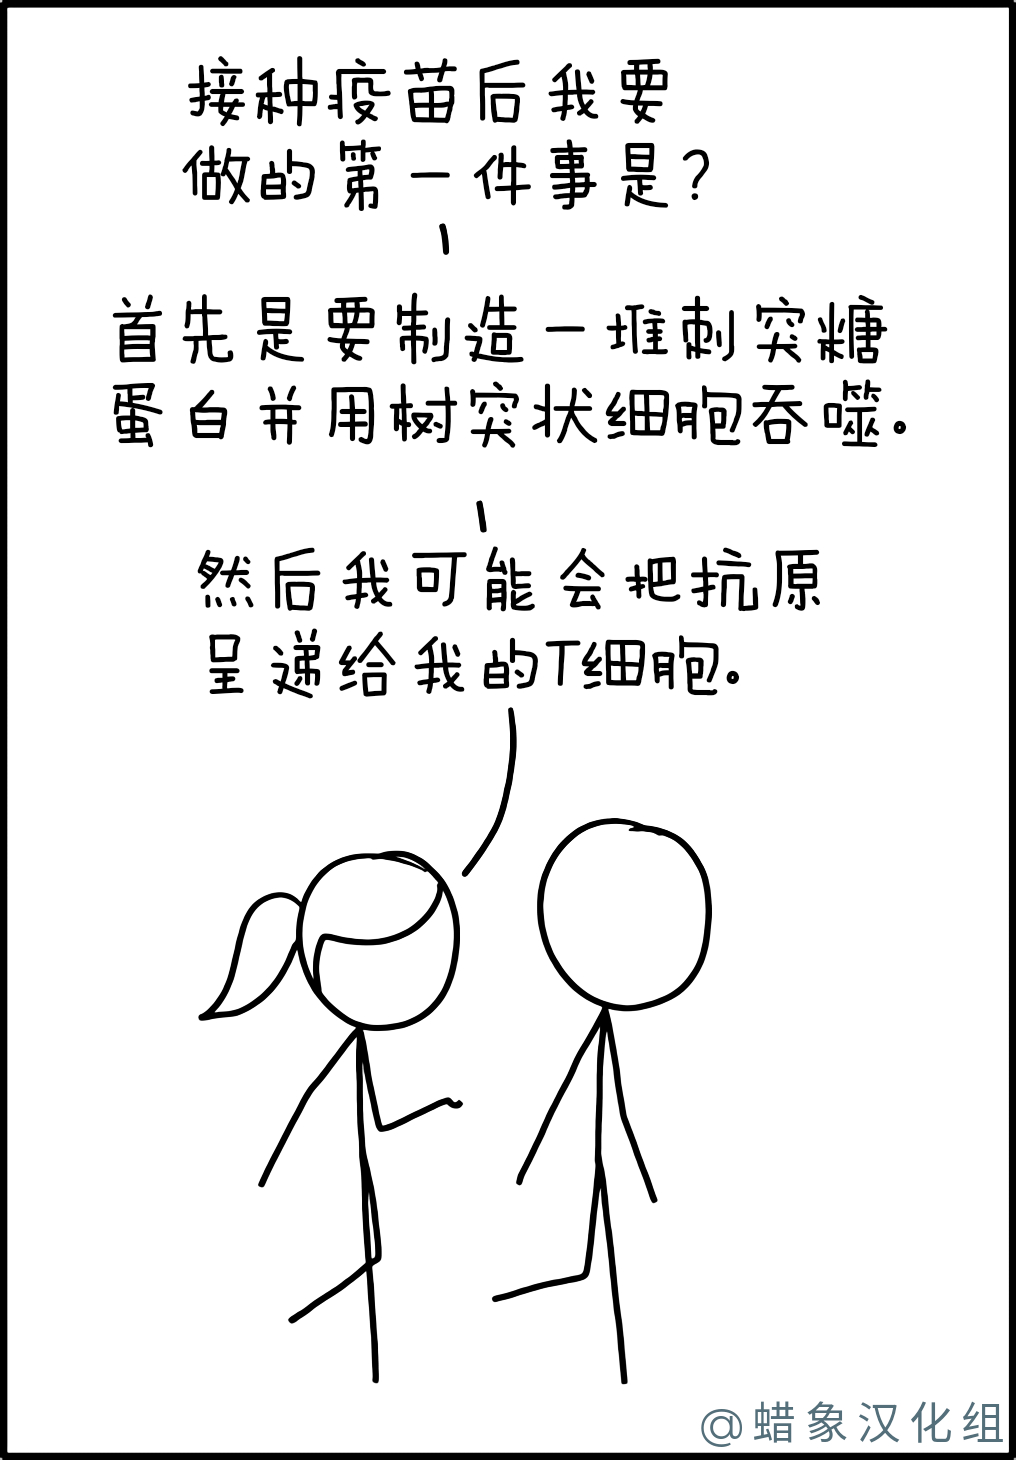 接种疫苗后我要
做的第一件事是?
首先是要制造一堆刺突糖
蛋白并用树突状细胞吞噬。
然后我可能会把抗原
呈递给我的T细胞。
@蜡象汉化组